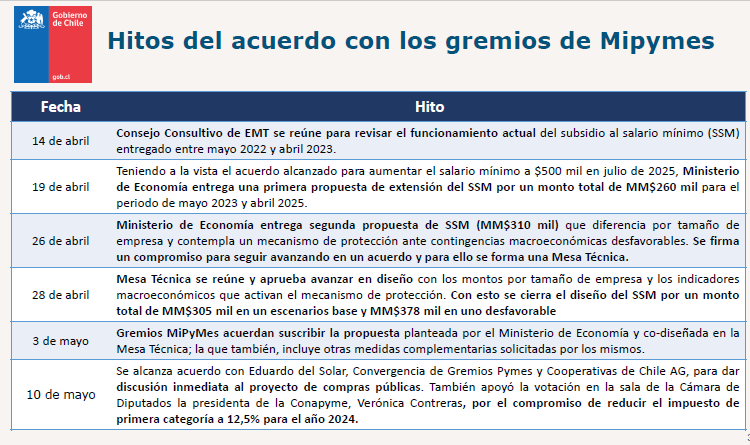 Gobierno
de Chile
gob.cl
Hitos del acuerdo con los gremios de Mipymes
Fecha
Hito
14 de abril
Consejo Consultivo de EMT se reúne para revisar el funcionamiento actual del subsidio al salario mínimo (SSM)
entregado entre mayo 2022 y abril 2023.
19 de abril
Teniendo a la vista el acuerdo alcanzado para aumentar el salario mínimo a $500 mil en julio de 2025, Ministerio
de Economía entrega una primera propuesta de extensión del SSM por un monto total de MM$260 mil para el
periodo de mayo 2023 y abril 2025.
26 de abril
Ministerio de Economía entrega segunda propuesta de SSM (MM$310 mil) que diferencia por tamaño de
empresa y contempla un mecanismo de protección ante contingencias macroeconómicas desfavorables. Se firma
un compromiso para seguir avanzando en un acuerdo y para ello se forma una Mesa Técnica.
28 de abril
Mesa Técnica se reúne y aprueba avanzar en diseño con los montos por tamaño de empresa y los indicadores
macroeconómicos que activan el mecanismo de protección. Con esto se cierra el diseño del SSM por un monto
total de MM$305 mil en un escenarios base y MM$378 mil en uno desfavorable
3 de mayo
Gremios MiPyMes acuerdan suscribir la propuesta planteada por el Ministerio de Economía y co-diseñada en la
Mesa Técnica; la que también, incluye otras medidas complementarias solicitadas por los mismos.
10 de mayo
Se alcanza acuerdo con Eduardo del Solar, Convergencia de Gremios Pymes y Cooperativas de Chile AG, para dar
discusión inmediata al proyecto de compras públicas. También apoyó la votación en la sala de la Cámara de
Diputados la presidenta de la Conapyme, Verónica Contreras, por el compromiso de reducir el impuesto de
primera categoría a 12,5% para el año 2024.